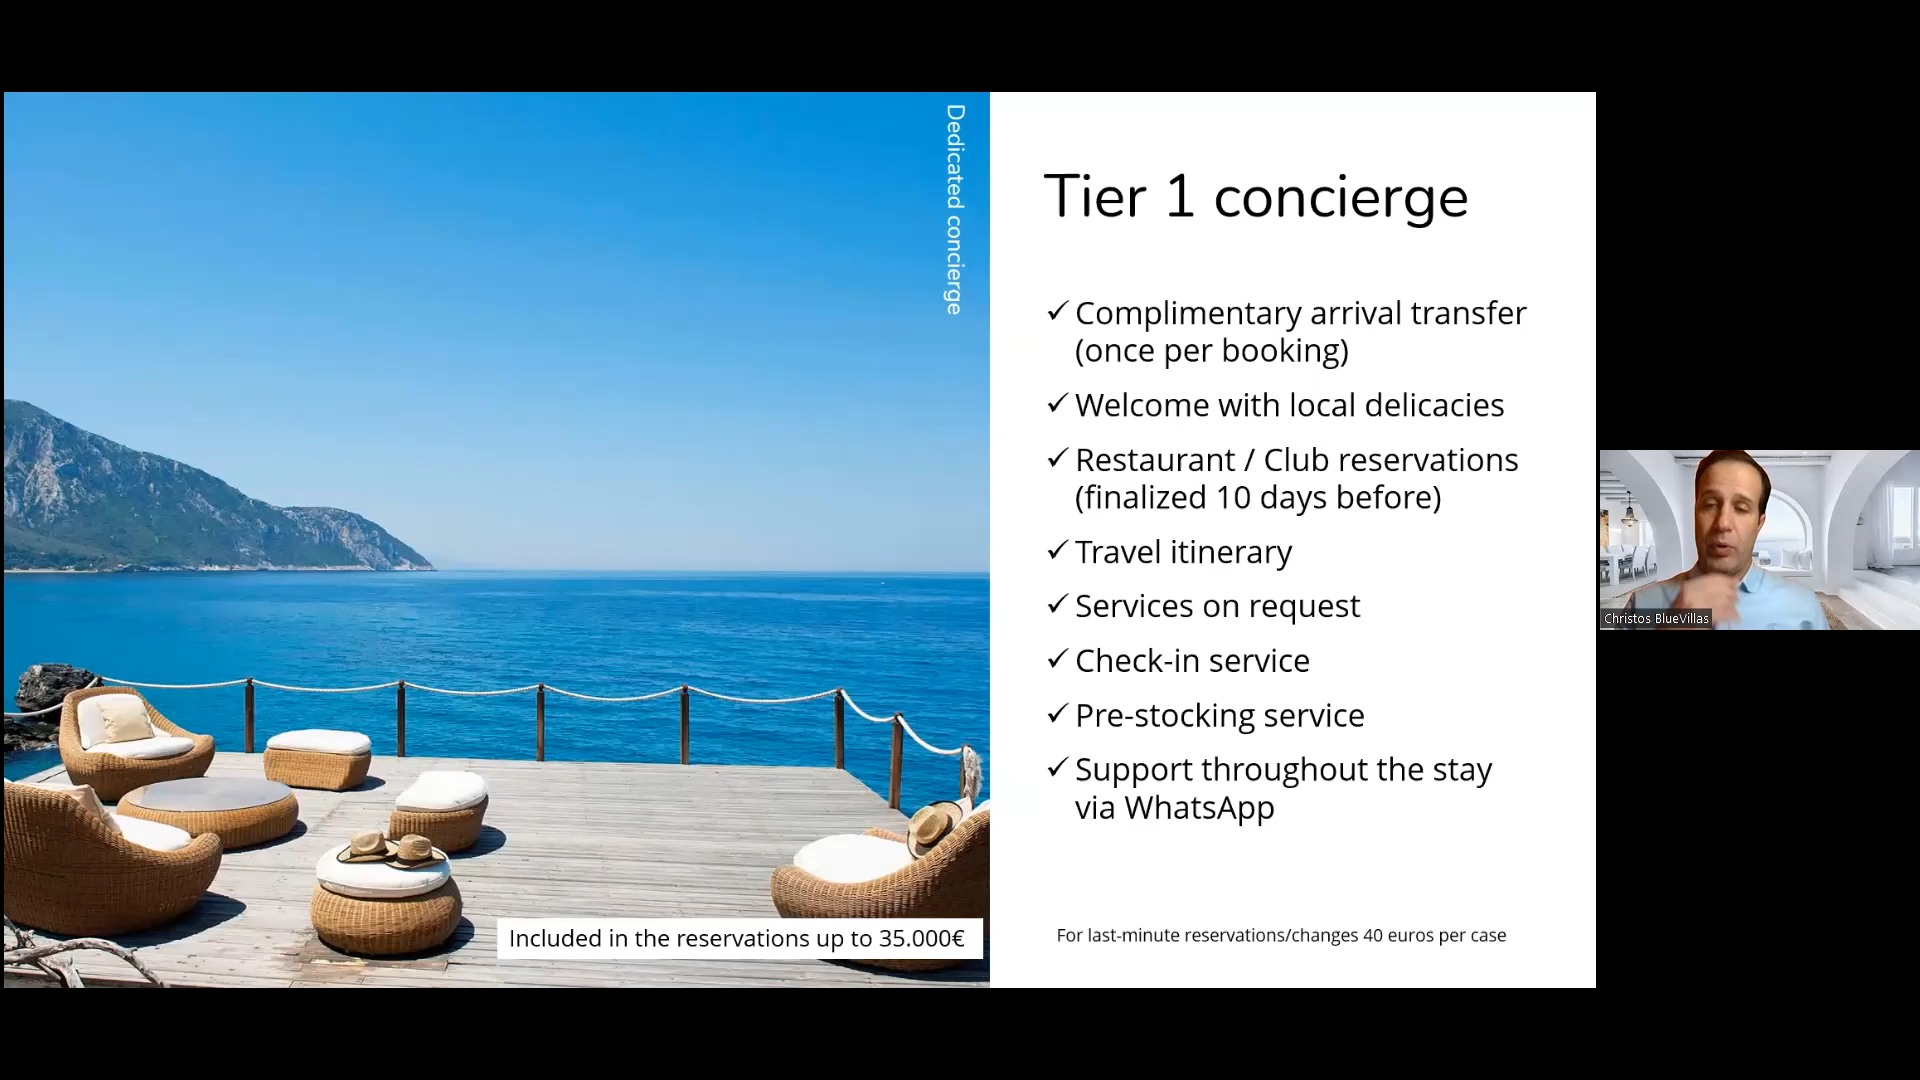 Dedicated concierge
Tier 1 concierge
✓ Complimentary arrival transfer
(once per booking)
✓ Welcome with local delicacies
✓ Restaurant / Club reservations
(finalized 10 days before)
✓ Travel itinerary
✓ Services on request
✓ Check-in service
✓ Pre-stocking service
✓ Support throughout the stay
via WhatsApp
Included in the reservations up to 35.000€
For last-minute reservations/changes 40 euros per case
Christos BlueVillas